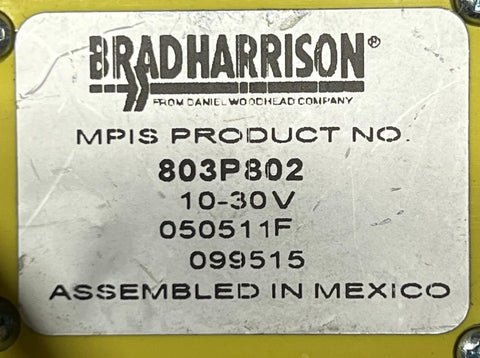 BRADHARRISON®
FROM DANIEL WOODHEAD COMPANY
MPIS PRODUCT NO.
803P802
10-30V
050511F
099515
ASSEMBLED IN MEXICO